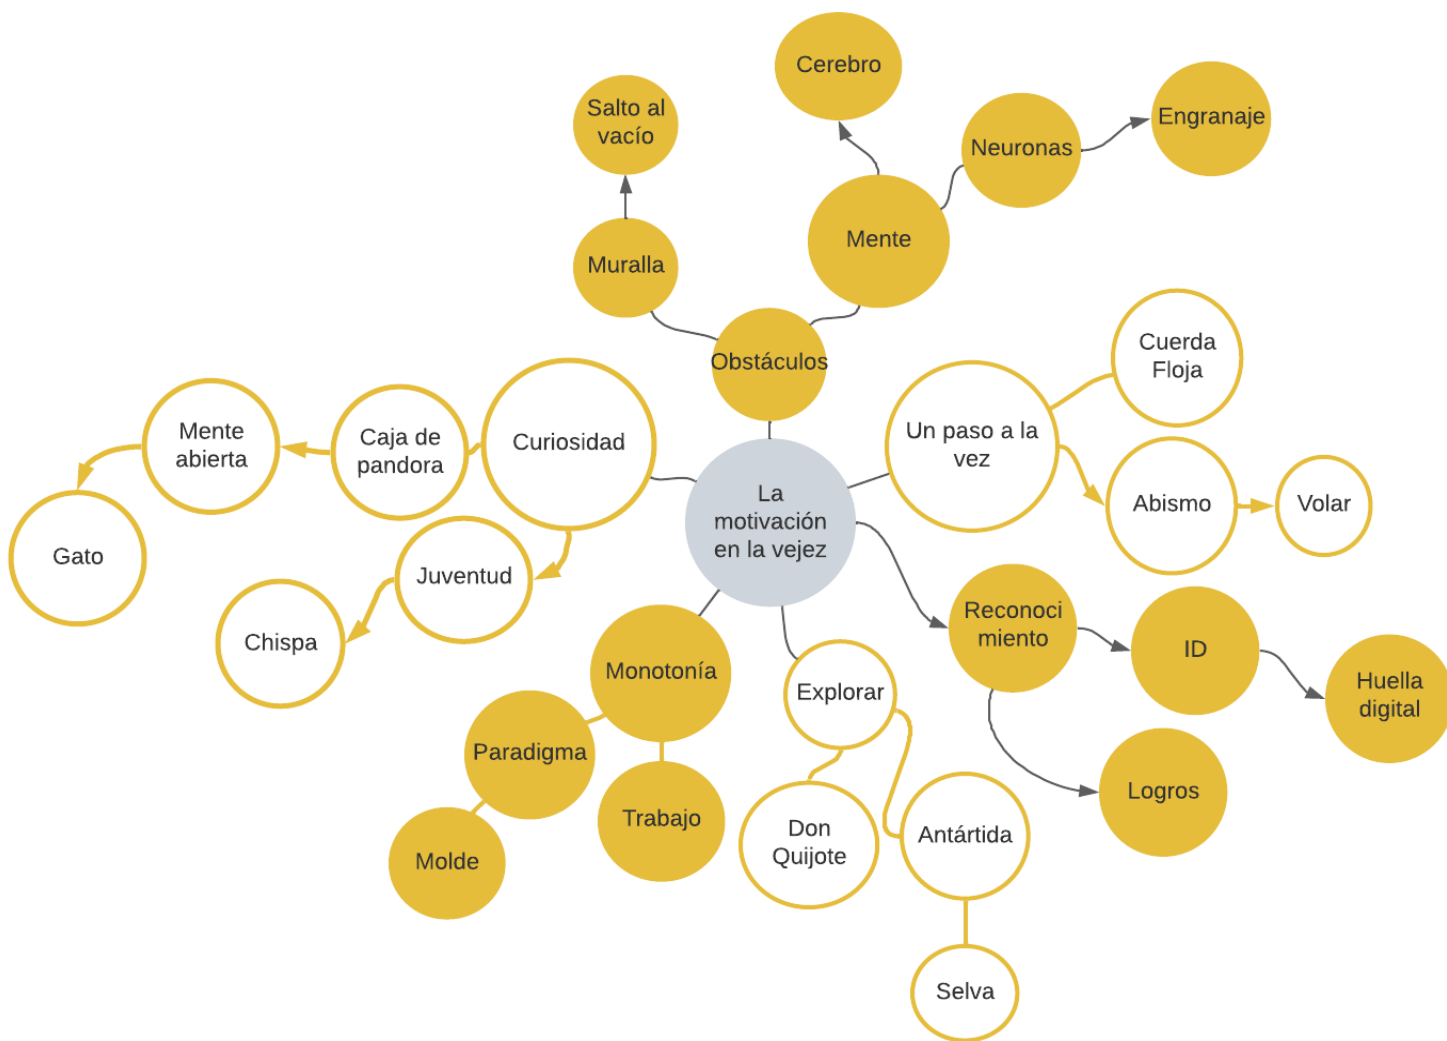 Cerebro
Salto al
vacío
Engranaje
Neuronas
Mente
Muralla
Obstáculos
Cuerda
Floja
Mente
abierta
Caja de
pandora
Curiosidad
Un paso a la
vez
La
motivación
en la vejez
Abismo
Volar
Gato
Juventud
Chispa
Reconoci
miento
ID
Huella
digital
Monotonía
Explorar
Paradigma
Logros
Trabajo
Don
Quijote
Antártida
Molde
Selva